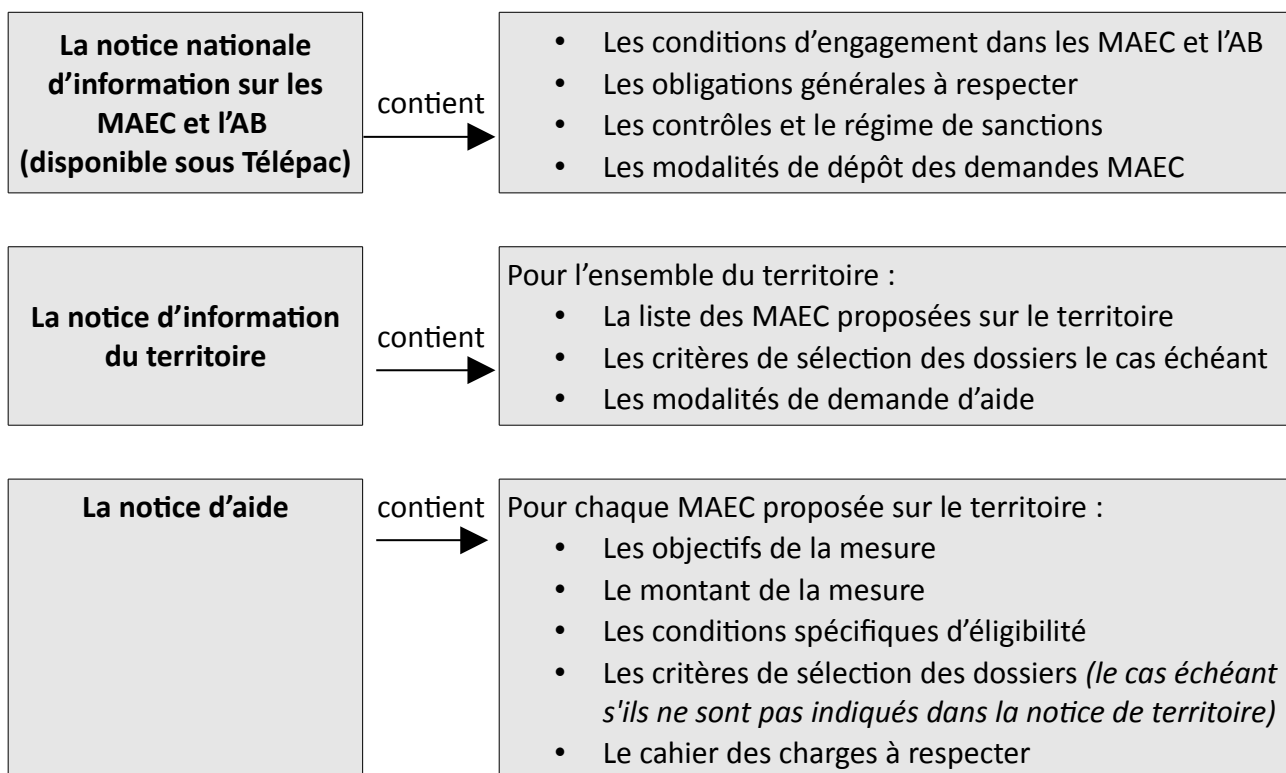 La notice nationale
d’information sur les
MAEC et l’AB
(disponible sous Télépac)
contient
• Les conditions d’engagement dans les MAEC et l’AB
• Les obligations générales à respecter
• Les contrôles et le régime de sanctions
• Les modalités de dépôt des demandes MAEC
La notice d’information
du territoire
contient
Pour l’ensemble du territoire :
• La liste des MAEC proposées sur le territoire
• Les critères de sélection des dossiers le cas échéant
• Les modalités de demande d’aide
La notice d’aide
contient
Pour chaque MAEC proposée sur le territoire :
• Les objectifs de la mesure
• Le montant de la mesure
• Les conditions spécifiques d’éligibilité
• Les critères de sélection des dossiers (le cas échéant
s'ils ne sont pas indiqués dans la notice de territoire)
• Le cahier des charges à respecter